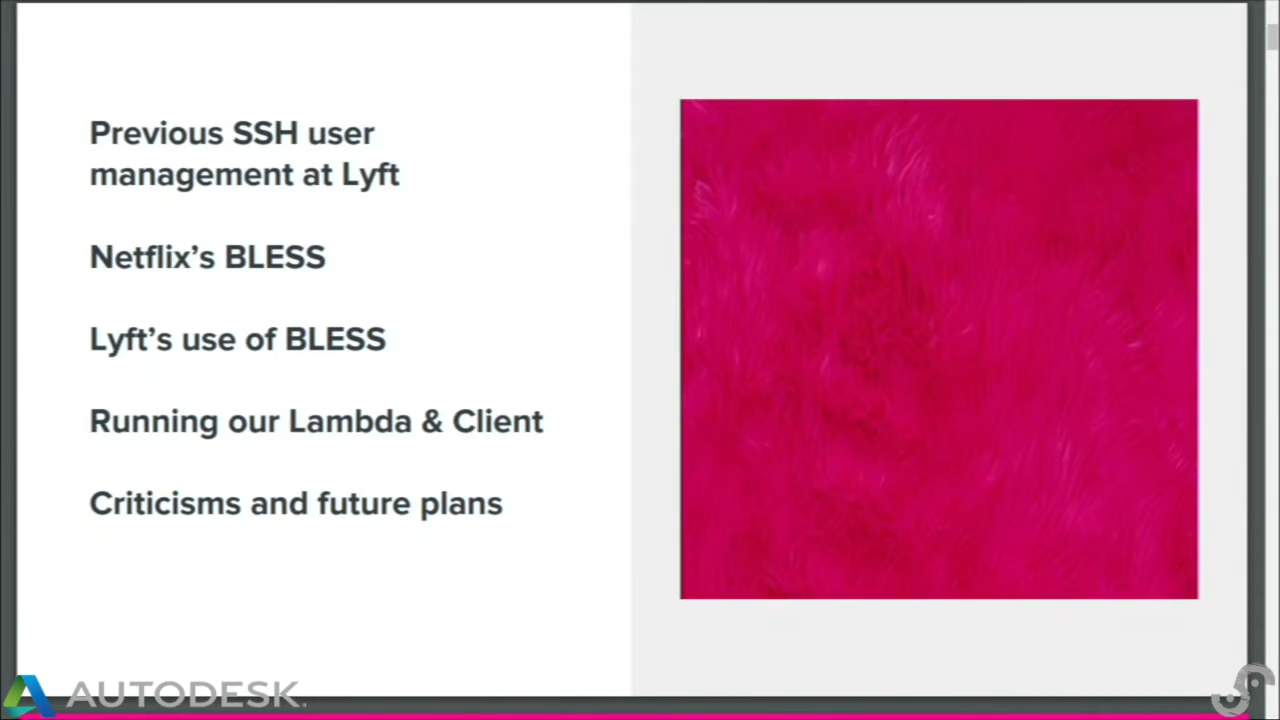 Previous SSH user
management at Lyft
Netflix’s BLESS
Lyft’s use of BLESS
Running our Lambda & Client
Criticisms and future plans
AUTODESK.